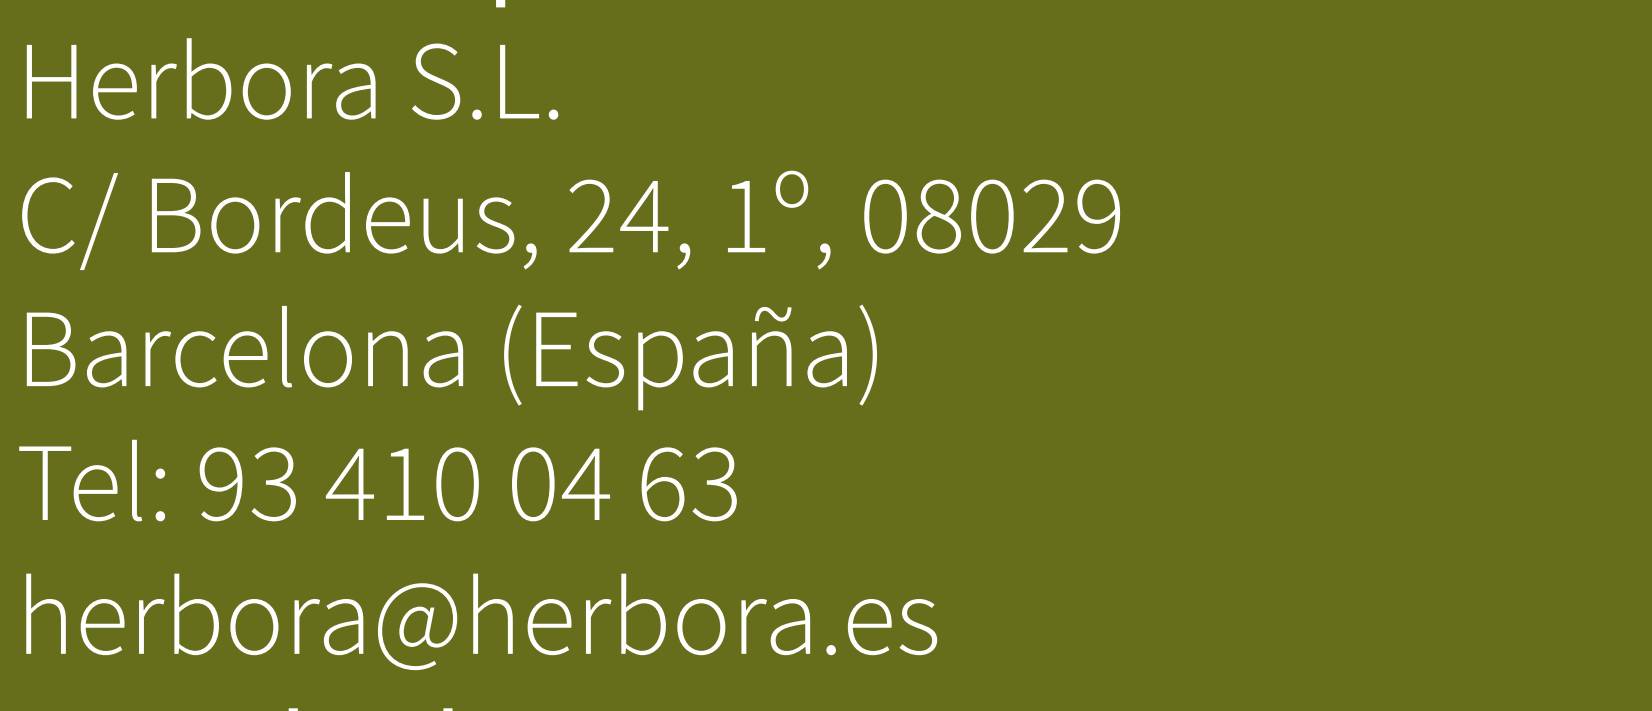 Herbora S.L.
C/ Bordeus, 24, 1º, 08029
Barcelona (España)
Tel: 93 410 04 63
herbora@herbora.es